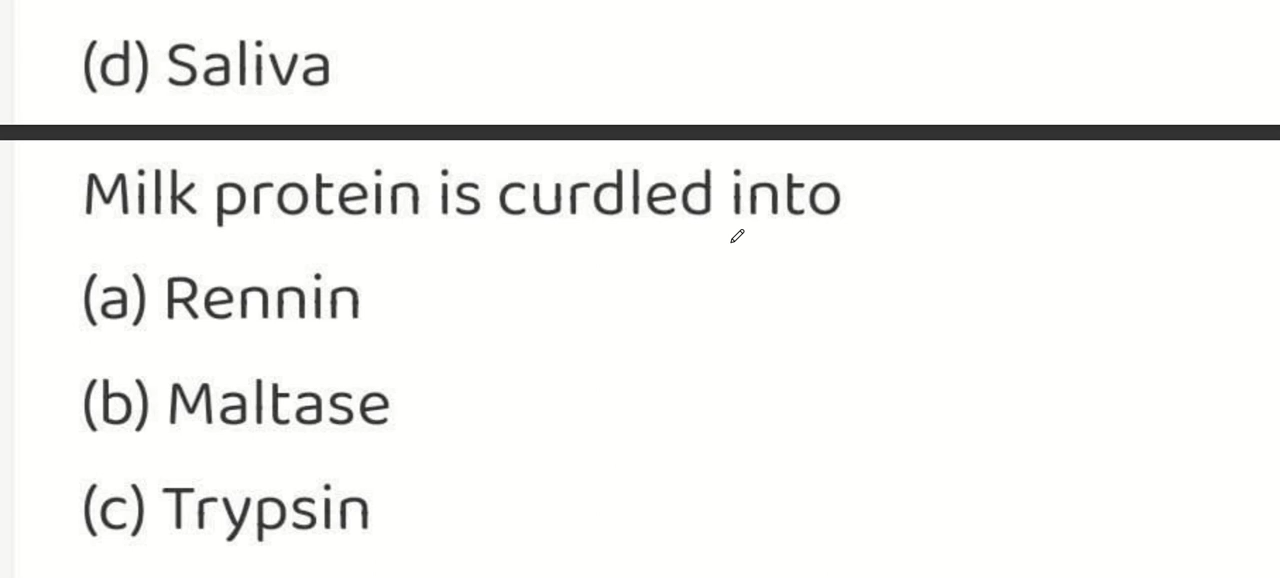 (d) Saliva
Milk protein is curdled into
(a) Rennin
(b) Maltase
(c) Trypsin